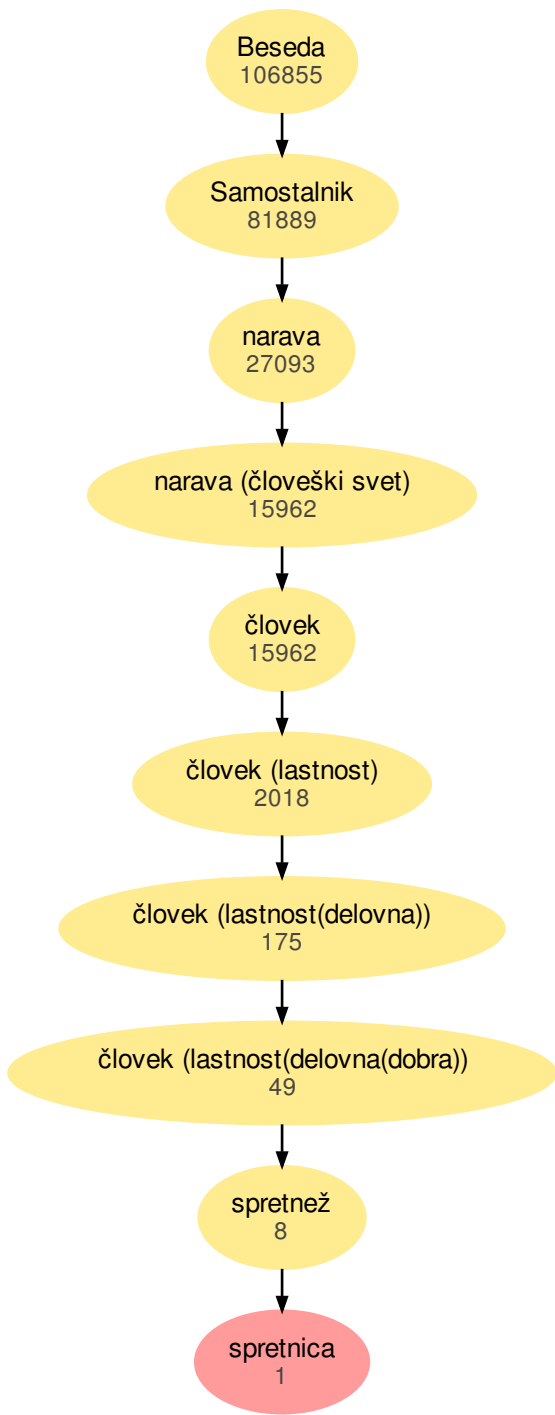 Beseda
106855
Samostalnik
81889
narava
27093
narava (človeški svet)
15962
človek
15962
človek (lastnost)
2018
človek (lastnost(delovna))
175
človek (lastnost(delovna(dobra))
49
spretnež
8
spretnica
1